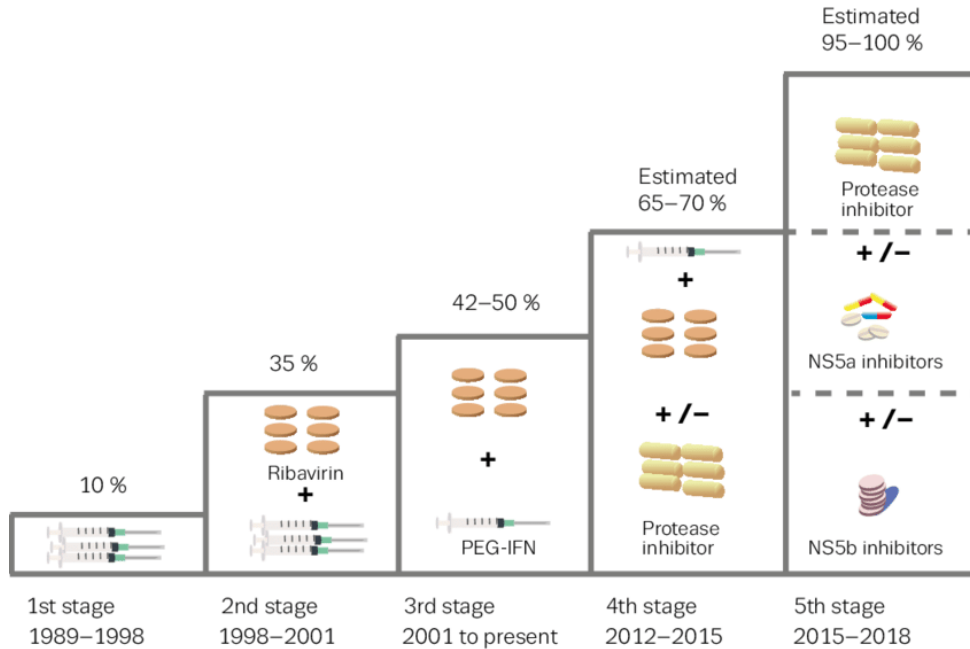 Estimated
95–100 %
Protease
inhibitor
+ /–
NS5a inhibitors
+ /–
NS5b inhibitors
Estimated
65–70 %
+
+ /–
Protease
inhibitor
42–50 %
+
PEG-IFN
35 %
Ribavirin
+
10 %
1st stage
1989–1998
2nd stage
1998–2001
3rd stage
2001 to present
4th stage
2012–2015
5th stage
2015–2018